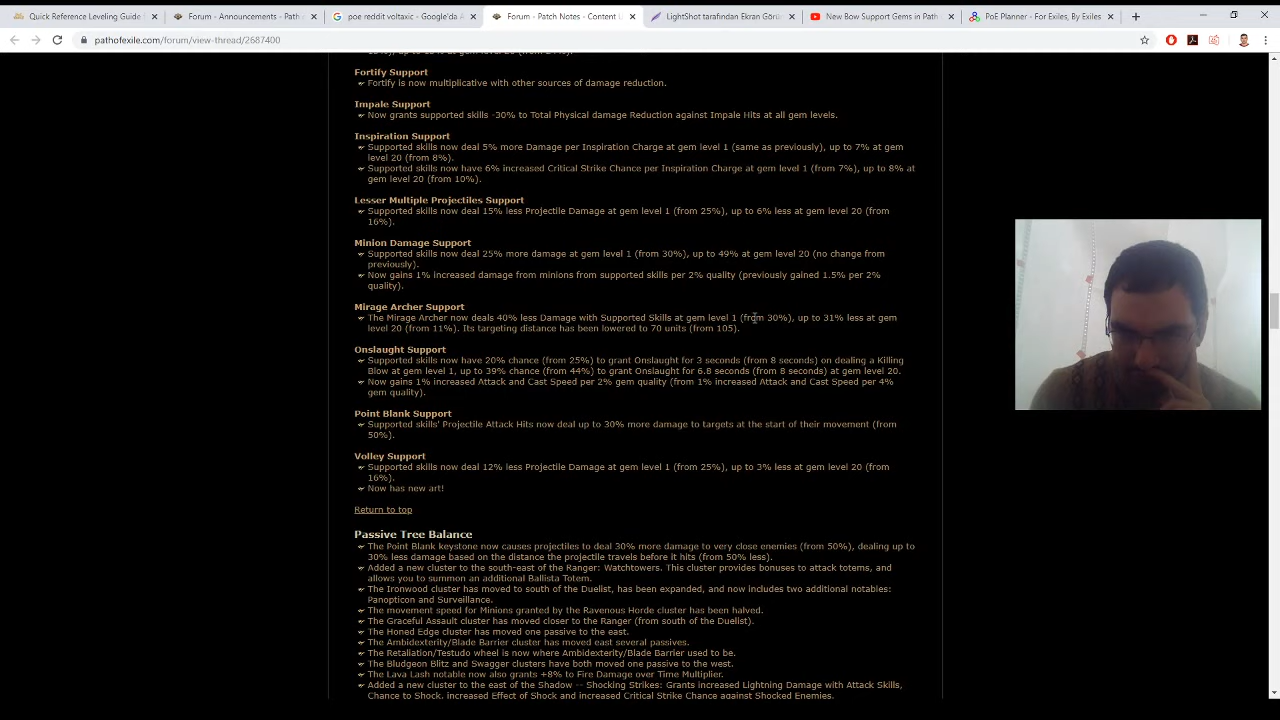 Quick Reference Leveling Guide
Forum - Announcements - Path
poe reddit voltaxic - Google'da A
Forum - Patch Notes - Content U
LightShot tarafından Ekran Görü
New Bow Support Gems in Path
PoE Planner - For Exiles, By Exiles
pathofexile.com/forum/view-thread/2687400
Fortify Support
Fortify is now multiplicative with other sources of damage reduction.
Impale Support
Now grants supported skills -30% to Total Physical damage Reduction against Impale Hits at all gem levels.
Inspiration Support
Supported skills now deal 5% more Damage per Inspiration Charge at gem level 1 (same as previously), up to 7% at gem
level 20 (from 8%).
Supported skills now have 6% increased Critical Strike Chance per Inspiration Charge at gem level 1 (from 7%), up to 8% at
gem level 20 (from 10%).
Lesser Multiple Projectiles Support
Supported skills now deal 15% less Projectile Damage at gem level 1 (from 25%), up to 6% less at gem level 20 (from
16%).
Minion Damage Support
Supported skills now deal 25% more damage at gem level 1 (from 30%), up to 49% at gem level 20 (no change from
previously).
Now gains 1% increased damage from minions from supported skills per 2% quality (previously gained 1.5% per 2%
quality).
Mirage Archer Support
The Mirage Archer now deals 40% less Damage with Supported Skills at gem level 1 (from 30%), up to 31% less at gem
level 20 (from 11%). Its targeting distance has been lowered to 70 units (from 105).
Onslaught Support
Supported skills now have 20% chance (from 25%) to grant Onslaught for 3 seconds (from 8 seconds) on dealing a Killing
Blow at gem level 1, up to 39% chance (from 44%) to grant Onslaught for 6.8 seconds (from 8 seconds) at gem level 20.
Now gains 1% increased Attack and Cast Speed per 2% gem quality (from 1% increased Attack and Cast Speed per 4%
gem quality).
Point Blank Support
Supported skills' Projectile Attack Hits now deal up to 30% more damage to targets at the start of their movement (from
50%).
Volley Support
Supported skills now deal 12% less Projectile Damage at gem level 1 (from 25%), up to 3% less at gem level 20 (from
16%).
Now has new art!
Return to top
Passive Tree Balance
The Point Blank keystone now causes projectiles to deal 30% more damage to very close enemies (from 50%), dealing up to
30% less damage based on the distance the projectile travels before it hits (from 50% less).
Added a new cluster to the south-east of the Ranger: Watchtowers. This cluster provides bonuses to attack totems, and
allows you to summon an additional Ballista Totem.
The Ironwood cluster has moved to south of the Duelist, has been expanded, and now includes two additional notables:
Panopticon and Surveillance.
The movement speed for Minions granted by the Ravenous Horde cluster has been halved.
The Graceful Assault cluster has moved closer to the Ranger (from south of the Duelist).
The Honed Edge cluster has moved one passive to the east.
The Ambidexterity/Blade Barrier cluster has moved east several passives.
The Retaliation/Testudo wheel is now where Ambidexterity/Blade Barrier used to be.
The Bludgeon Blitz and Swagger clusters have both moved one passive to the west.
The Lava Lash notable now also grants +8% to Fire Damage over Time Multiplier.
Added a new cluster to the east of the Shadow -- Shocking Strikes: Grants increased Lightning Damage with Attack Skills,
Chance to Shock, increased Effect of Shock and increased Critical Strike Chance against Shocked Enemies.